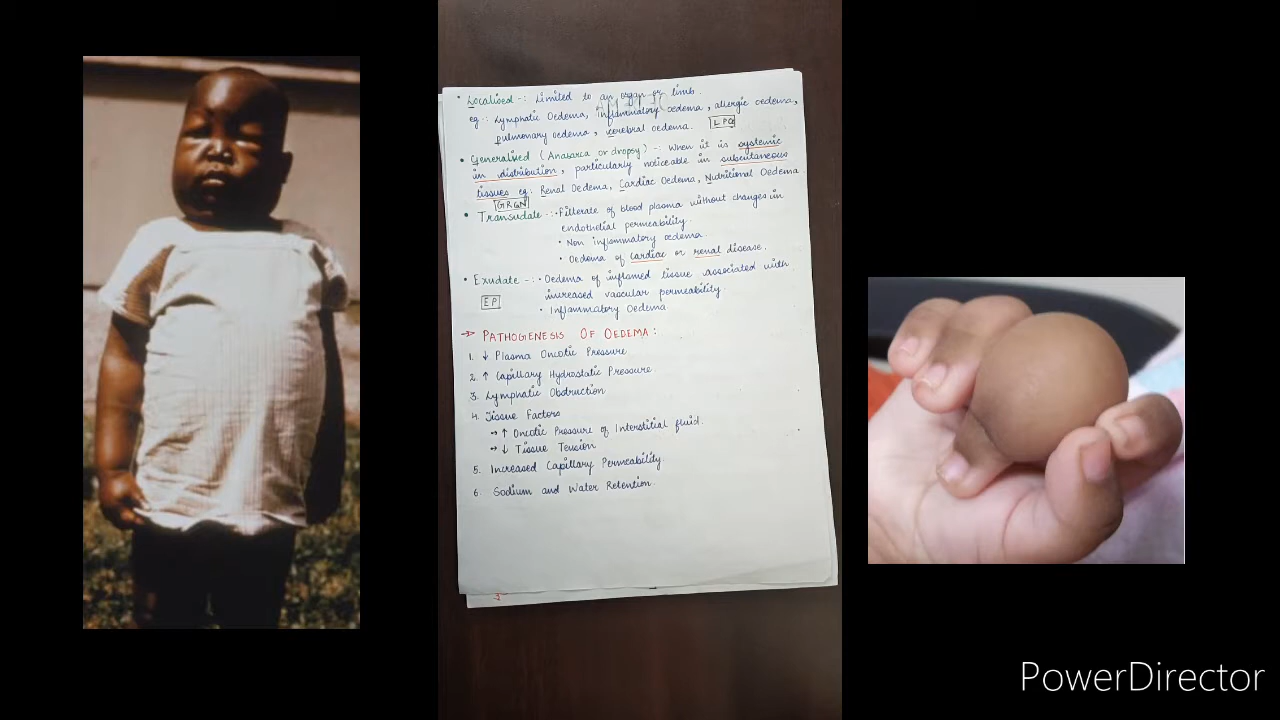 • Localised -: Limited to an organ or limb.
eg:: Lymphatic Oedema, inflammatory oedema, allergic oedema,
pulmonary oedema, cerebral oedema.
• Generalised (Anasarca or dropsy) -: When it is systemic
in distribution, particularly noticeable in subcutaneous
tissues eg: Renal Oedema, Cardiac Oedema, Nutritional Oedema.
• Transudate -:• Filterate of blood plasma without changes in
endothelial permeability.
• Non inflammatory oedema.
• Oedema of cardiac or renal disease.
• Exudate -:• Oedema of inflamed tissue associated with
EP increased vascular permeability
• Inflammatory Oedema
→ PATHOGENESIS OF OEDEMA:
1. ↓ Plasma Oncotic Pressure
2. ↑ Capillary Hydrostatic Pressure.
3. Lymphatic Obstruction
4. Tissue Factors
→ ↑ Oncotic Pressure of Interstitial fluid.
→ ↓ Tissue Tension
5. Increased Capillary Permeability.
6. Sodium and Water Retention.
PowerDirector